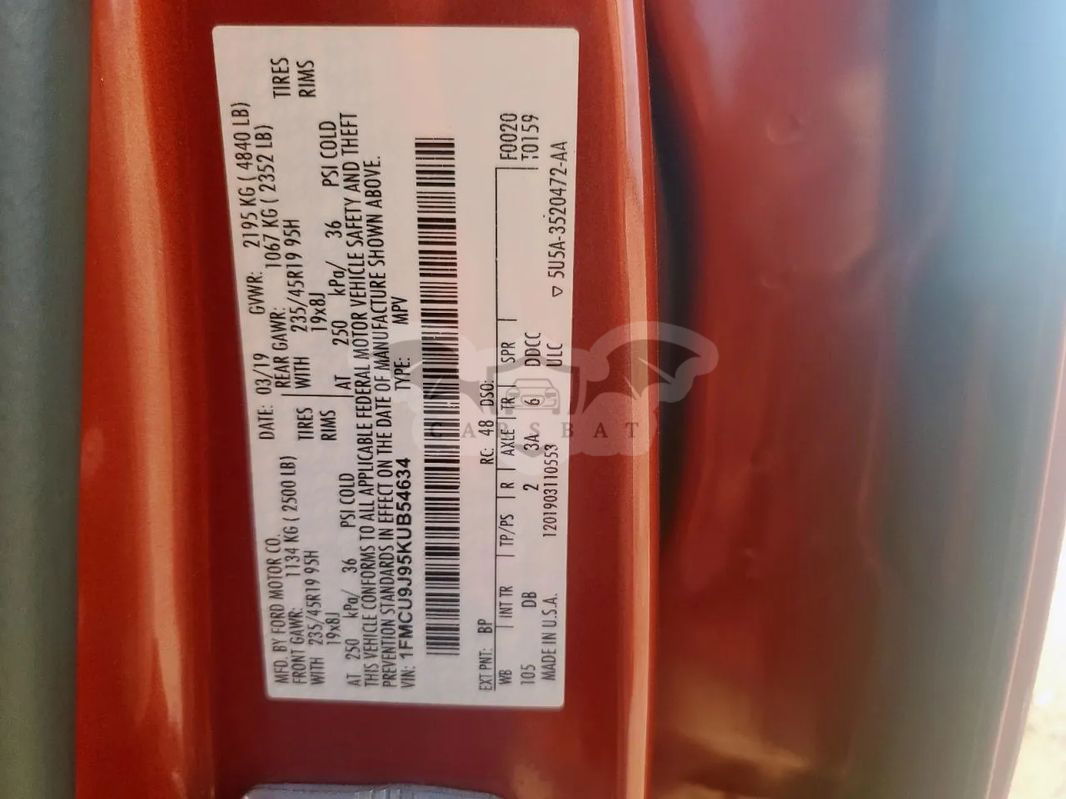 MFD. BY FORD MOTOR CO. DATE: 03/19 GVWR: 2195 KG ( 4840 LB)
FRONT GAWR: 1134 KG ( 2500 LB) REAR GAWR: 1067 KG ( 2352 LB)
WITH 235/45R19 95H TIRES WITH 235/45R19 95H TIRES
19x8J RIMS 19x8J RIMS
AT 250 kPa/ 36 PSI COLD AT 250 kPa/ 36 PSI COLD
THIS VEHICLE CONFORMS TO ALL APPLICABLE FEDERAL MOTOR VEHICLE SAFETY AND THEFT
PREVENTION STANDARDS IN EFFECT ON THE DATE OF MANUFACTURE SHOWN ABOVE.
VIN: 1FMCU9J95KUB54634 TYPE: MPV
EXT PNT: BP RC: 48 DSO:
WB INT TR TP/PS R AXLE TR SPR F0020
105 DB 2 3A 6 DDCC T0159
MADE IN U.S.A. 1201903110553 ULC ▽ 5U5A-3520472-AA
CARSBAT